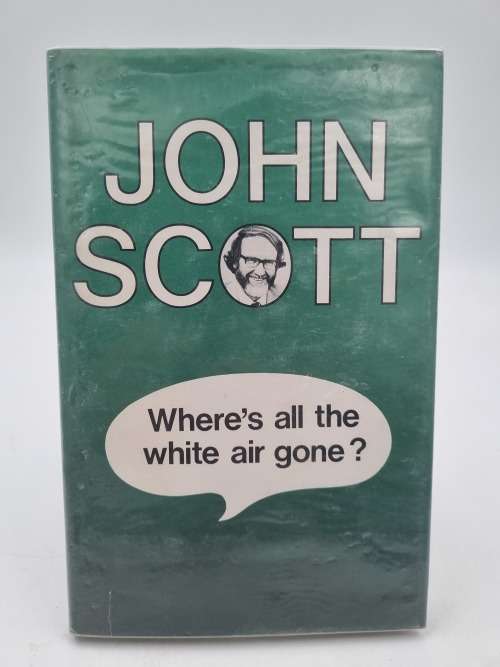 JOHN
SCOTT
Where's all the
white air gone?